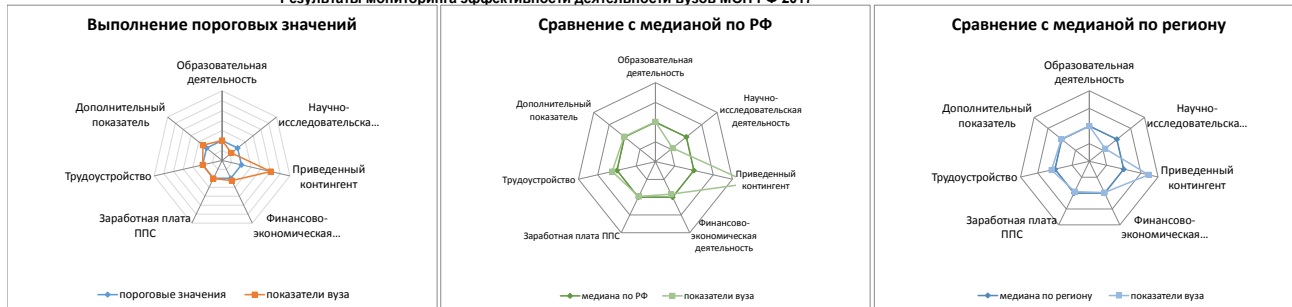 Результаты мониторинга эффективности деятельности вузов МОН РФ 2017
Выполнение пороговых значений
Образовательная
деятельность
Научно-
исследовательска...
Приведенный
контингент
Финансово-
экономическая...
Заработная плата
ППС
Трудоустройство
Дополнительный
показатель
пороговые значения
показатели вуза
Сравнение с медианой по РФ
Образовательная
деятельность
Научно-
исследовательская
деятельность
Приведенный
контингент
Финансово-
экономическая
деятельность
Заработная плата ППС
Трудоустройство
Дополнительный
показатель
медиана по РФ
показатели вуза
Сравнение с медианой по региону
Образовательная
деятельность
Научно-
исследовательска...
Приведенный
контингент
Финансово-
экономическая...
Заработная плата
ППС
Трудоустройство
Дополнительный
показатель
медиана по региону
показатели вуза